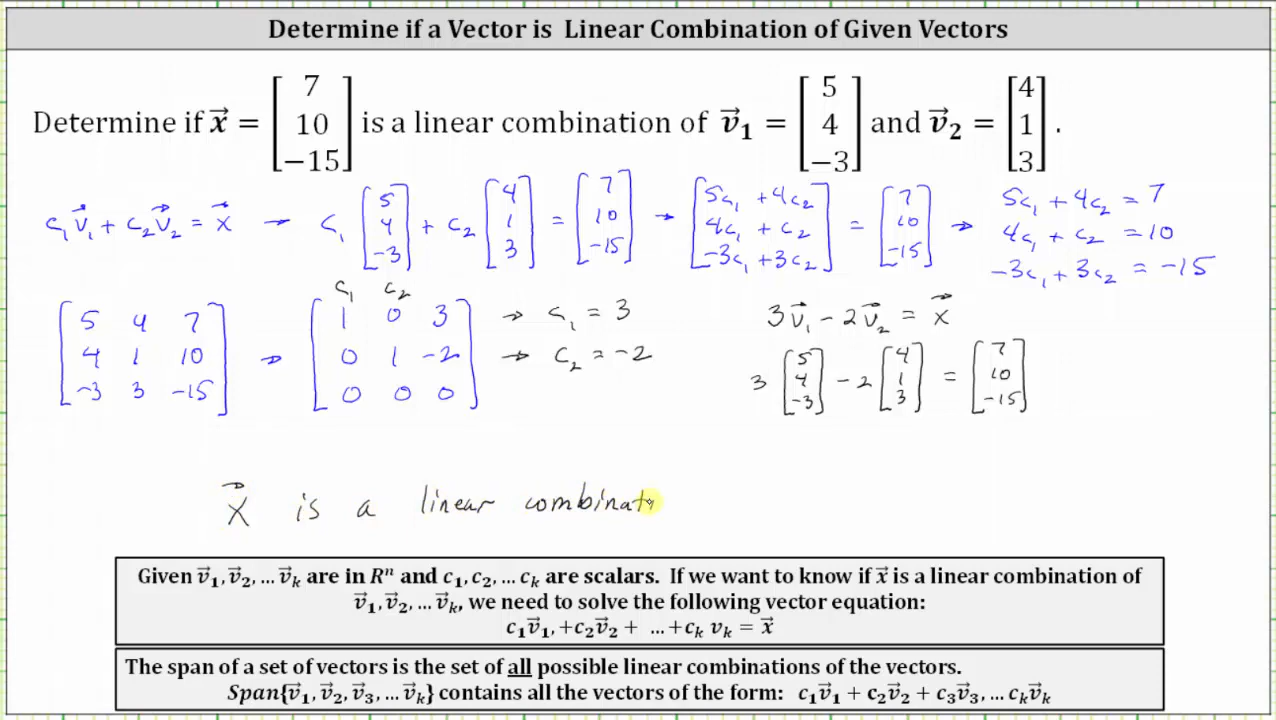 Determine if a Vector is Linear Combination of Given Vectors
Determine if x⃗ = [7 10 −15] is a linear combination of v⃗₁ = [5 4 −3] and v⃗₂ = [4 1 3] .
c₁v⃗₁ + c₂v⃗₂ = x⃗ → c₁ [5 4 -3] + c₂ [4 1 3] = [7 10 -15] → [5c₁ + 4c₂ 4c₁ + c₂ -3c₁ + 3c₂] = [7 10 -15] → 5c₁ + 4c₂ = 7
4c₁ + c₂ = 10
-3c₁ + 3c₂ = -15
c₁ c₂
5 4 7 → 1 0 3 → c₁ = 3
4 1 10 0 1 -2 → c₂ = -2
-3 3 -15 0 0 0
3v⃗₁ - 2v⃗₂ = x⃗
3 [5 4 -3] - 2 [4 1 3] = [7 10 -15]
x⃗ is a linear combinati
Given v⃗₁, v⃗₂, ... v⃗ₖ are in Rⁿ and c₁, c₂, ... cₖ are scalars. If we want to know if x⃗ is a linear combination of
v⃗₁, v⃗₂, ... v⃗ₖ, we need to solve the following vector equation:
c₁v⃗₁, +c₂v⃗₂ + ... +cₖ vₖ = x⃗
The span of a set of vectors is the set of all possible linear combinations of the vectors.
Span{v⃗₁, v⃗₂, v⃗₃, ... v⃗ₖ} contains all the vectors of the form: c₁v⃗₁ + c₂v⃗₂ + c₃v⃗₃, ... cₖv⃗ₖ